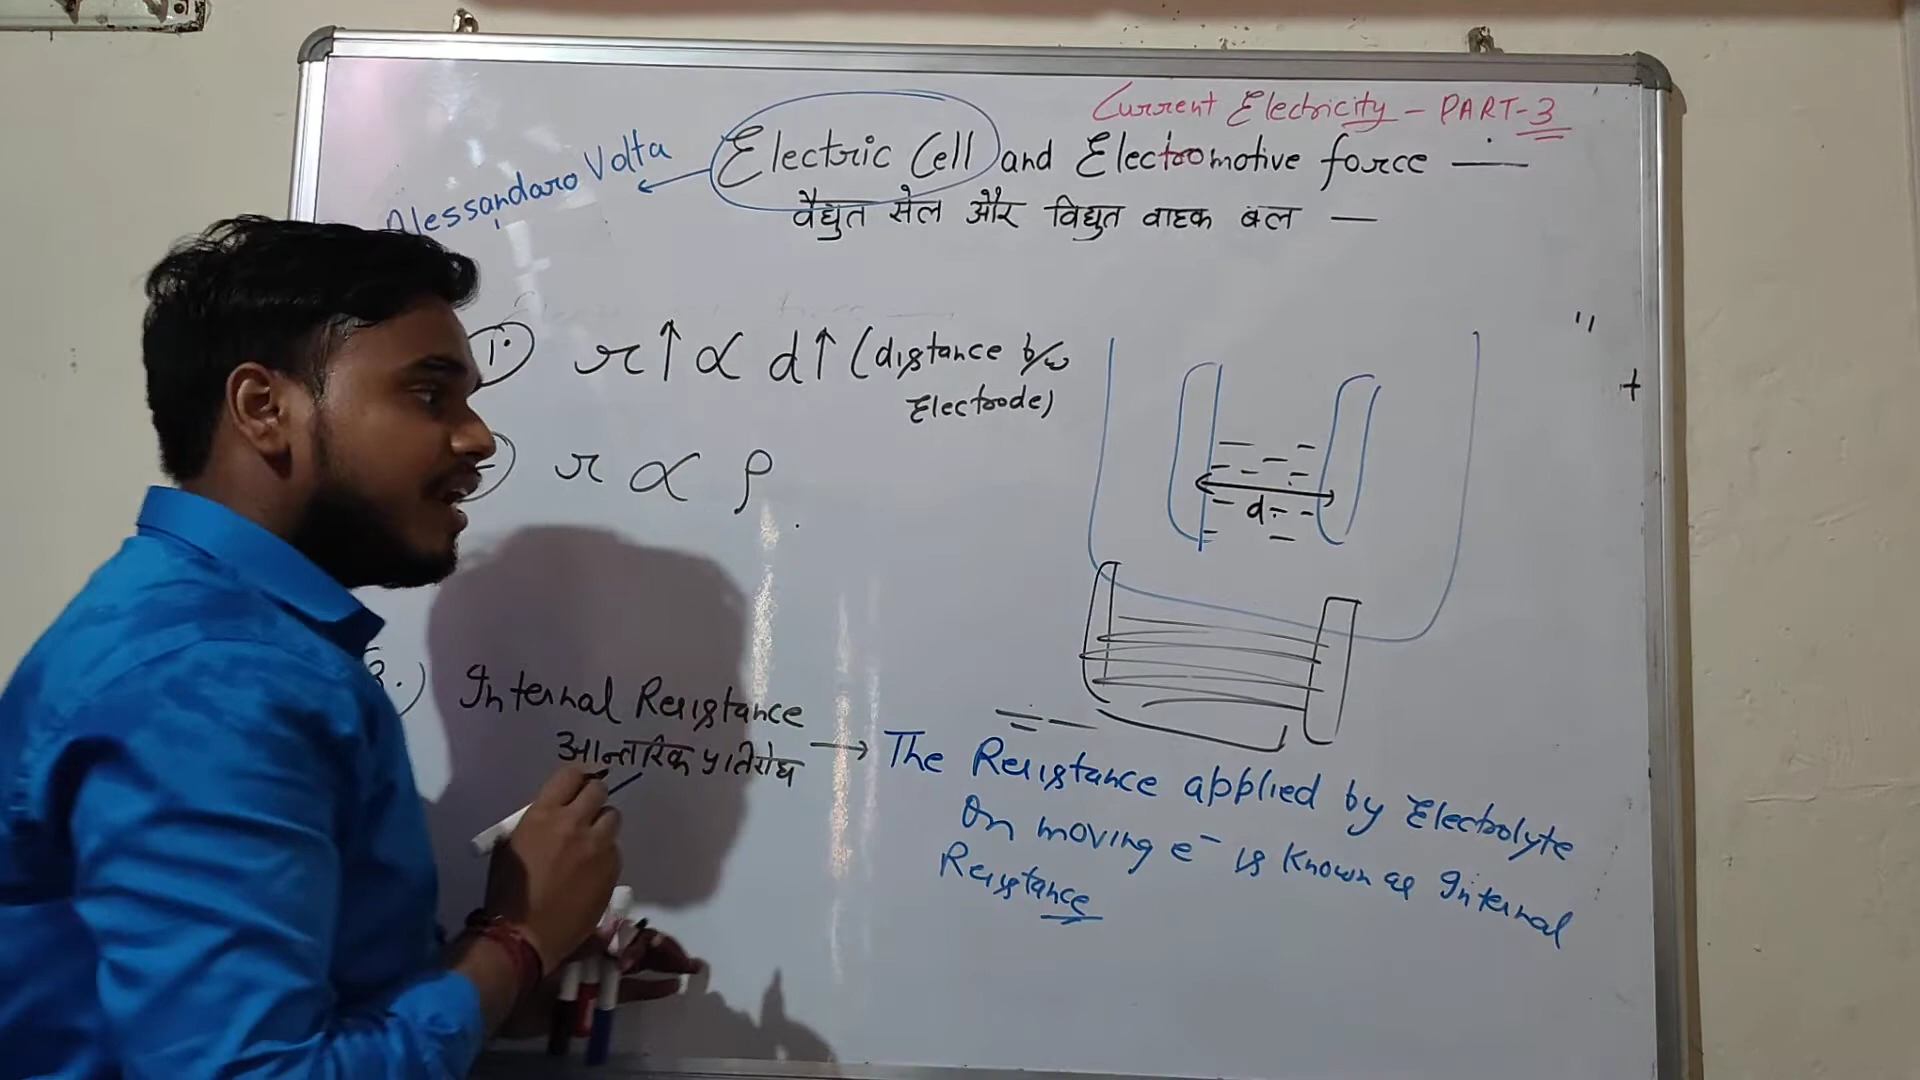 Current Electricity - PART-3
Alessandaro Volta
Electric Cell and Electromotive force —
वैद्युत सेल और विद्युत वाहक बल —
1. r↑ ∝ d↑ (distance b/w
Electrode)
r ∝ ρ
d
3.) Internal Resistance
आन्तरिक प्रतिरोध → The Resistance applied by Electrolyte
on moving e⁻ is known as Internal
Resistance